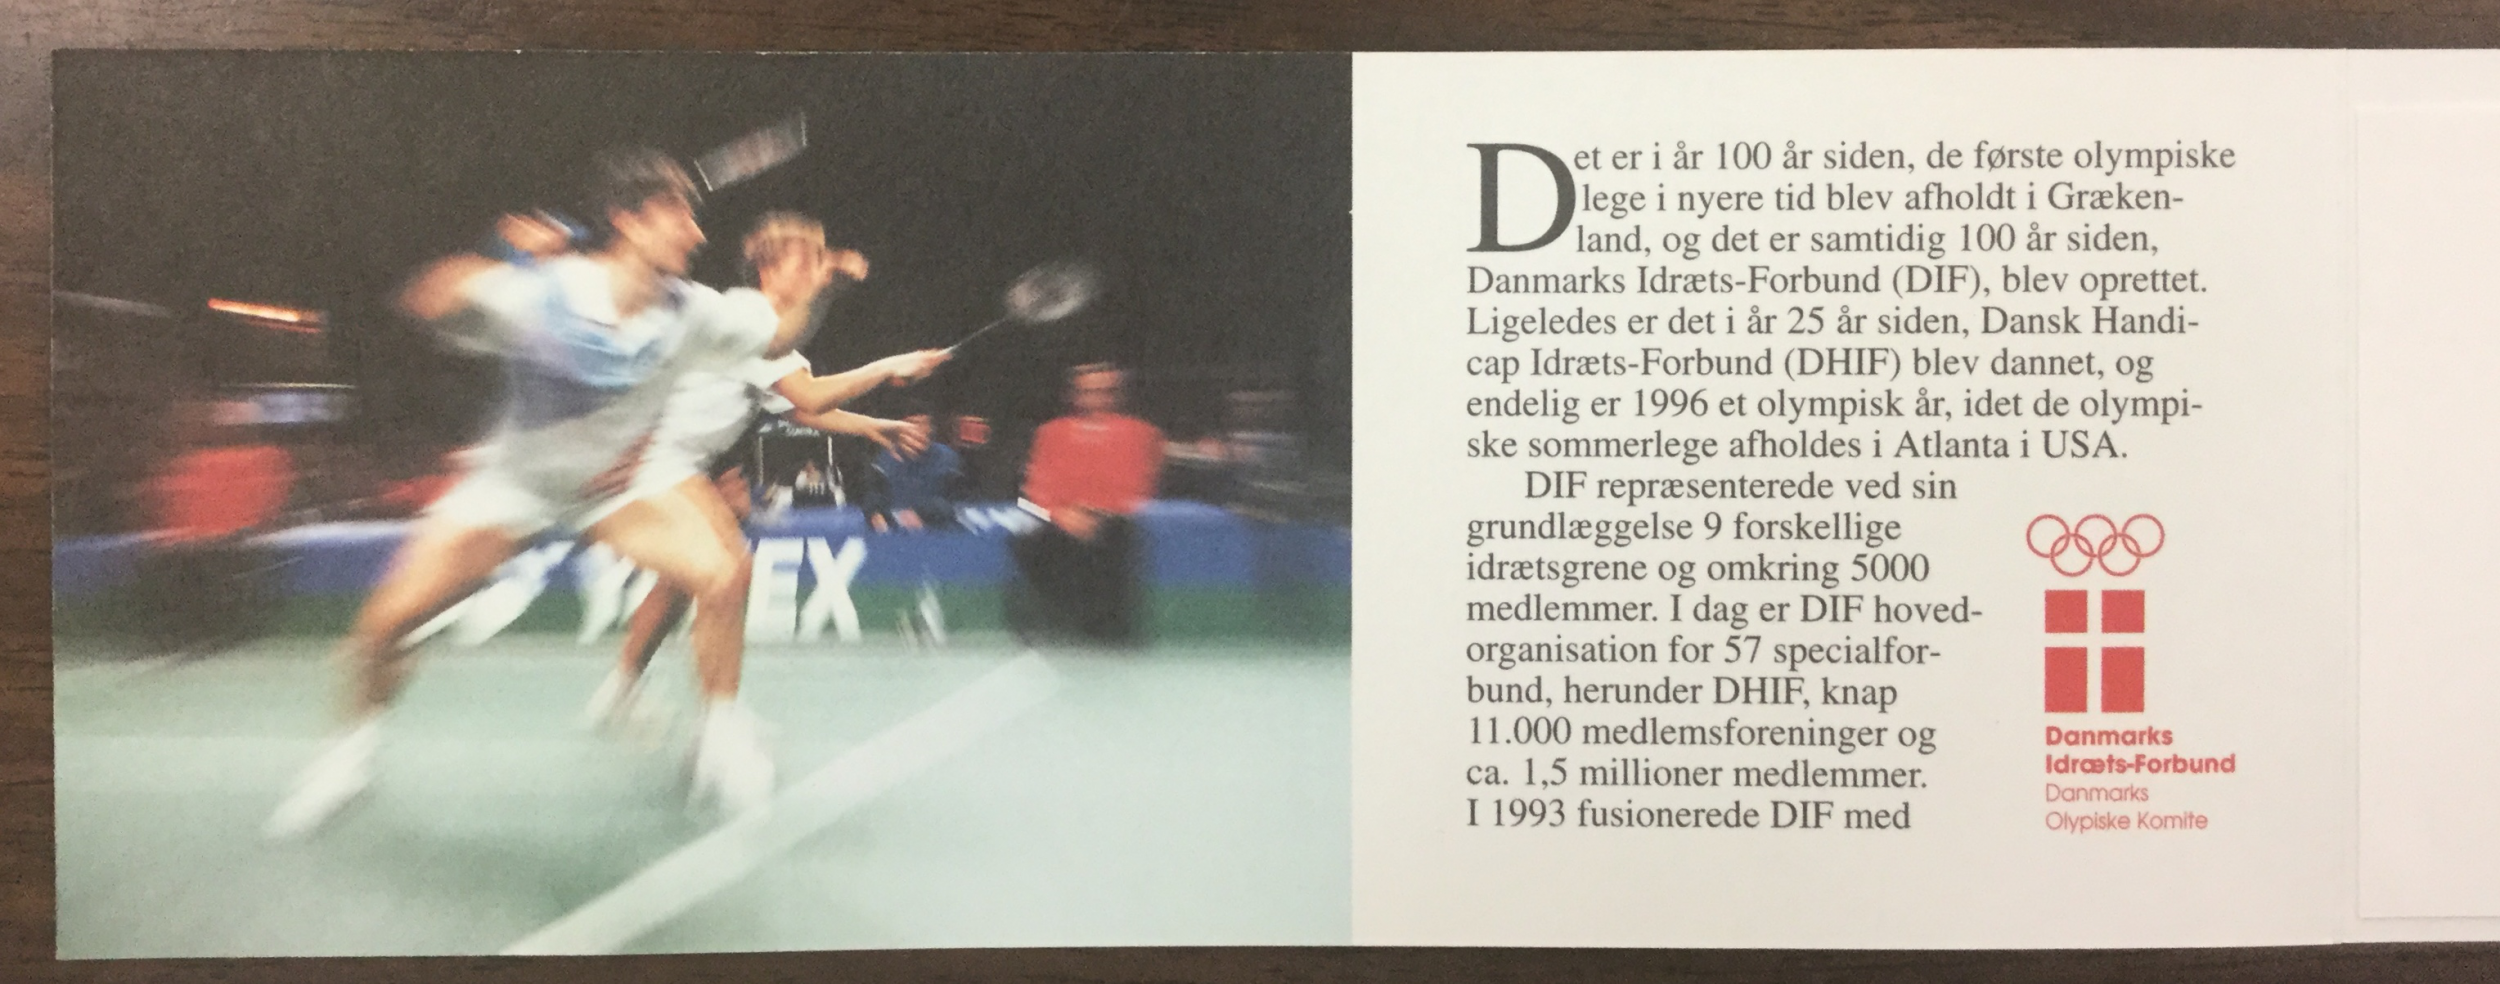 EX
Det er i år 100 år siden, de første olympiske
lege i nyere tid blev afholdt i Græken-
land, og det er samtidig 100 år siden,
Danmarks Idræts-Forbund (DIF), blev oprettet.
Ligeledes er det i år 25 år siden, Dansk Handi-
cap Idræts-Forbund (DHIF) blev dannet, og
endelig er 1996 et olympisk år, idet de olympi-
ske sommerlege afholdes i Atlanta i USA.
DIF repræsenterede ved sin
grundlæggelse 9 forskellige
idrætsgrene og omkring 5000
medlemmer. I dag er DIF hoved-
organisation for 57 specialfor-
bund, herunder DHIF, knap
11.000 medlemsforeninger og
ca. 1,5 millioner medlemmer.
I 1993 fusionerede DIF med
Danmarks
Idræts-Forbund
Danmarks
Olypiske Komite